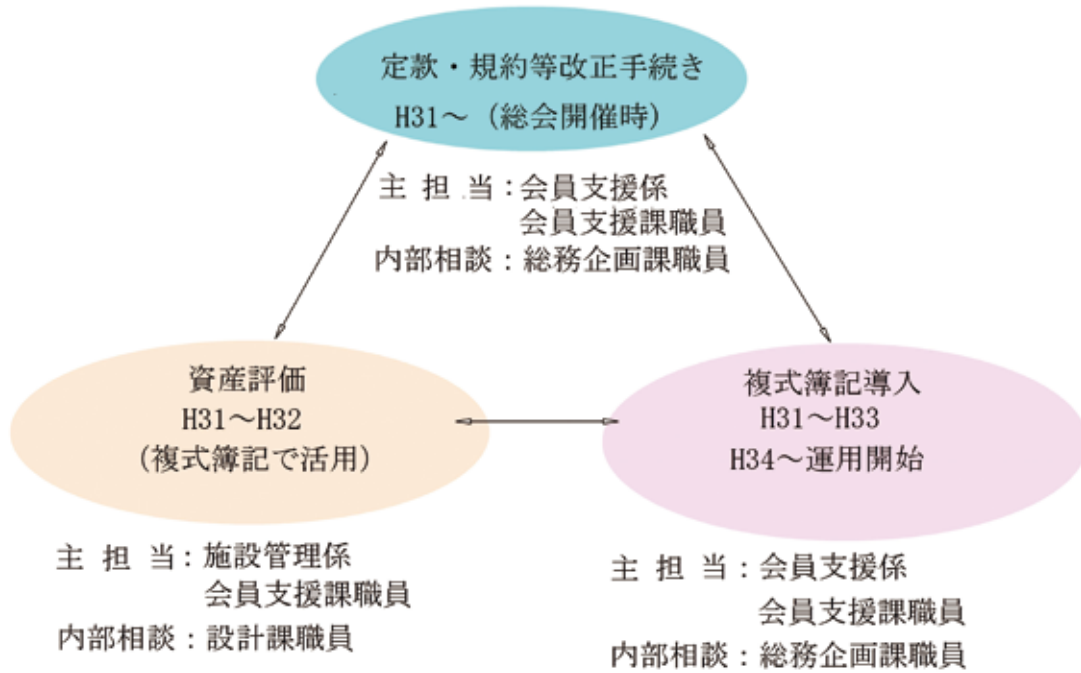 定款・規約等改正手続き
H31～（総会開催時）
主 担 当：会員支援係
会員支援課職員
内部相談：総務企画課職員
資産評価
H31～H32
（複式簿記で活用）
主 担 当：施設管理係
会員支援課職員
内部相談：設計課職員
複式簿記導入
H31～H33
H34～運用開始
主 担 当：会員支援係
会員支援課職員
内部相談：総務企画課職員